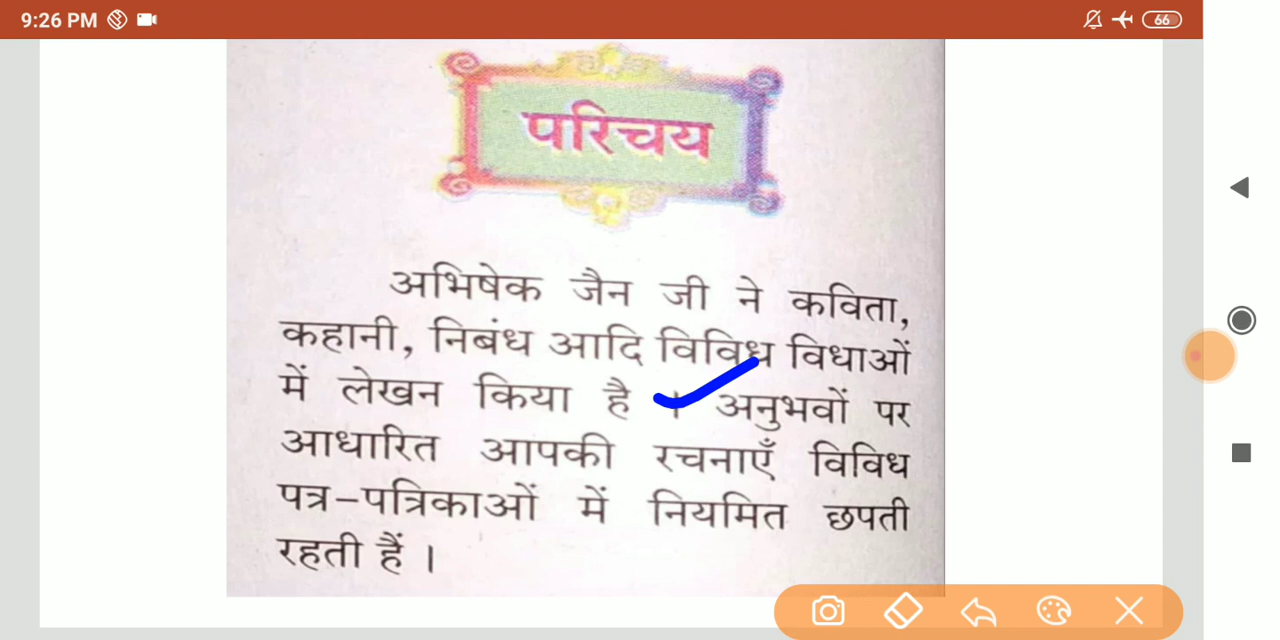 9:26 PM
66
परिचय
अभिषेक जैन जी ने कविता,
कहानी, निबंध आदि विविध विधाओं
में लेखन किया है । अनुभवों पर
आधारित आपकी रचनाएँ विविध
पत्र-पत्रिकाओं में नियमित छपती
रहती हैं ।